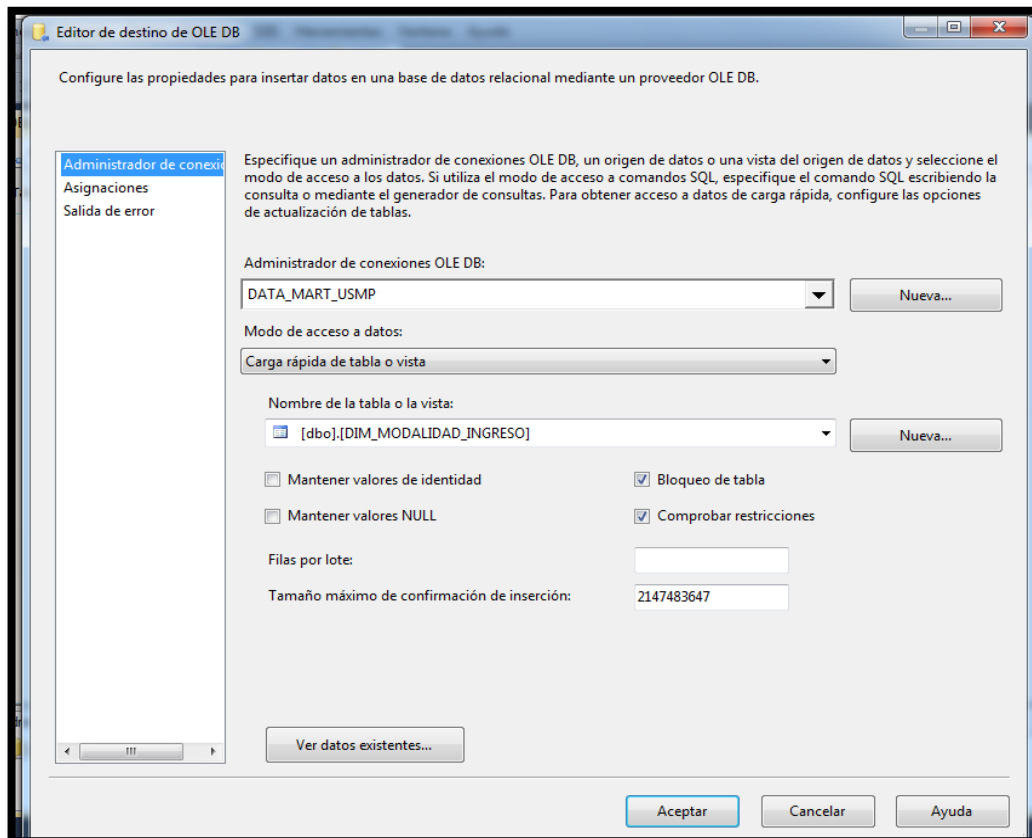 Editor de destino de OLE DB
Configure las propiedades para insertar datos en una base de datos relacional mediante un proveedor OLE DB.
Administrador de conexi
Asignaciones
Salida de error
Especifique un administrador de conexiones OLE DB, un origen de datos o una vista del origen de datos y seleccione el
modo de acceso a los datos. Si utiliza el modo de acceso a comandos SQL, especifique el comando SQL escribiendo la
consulta o mediante el generador de consultas. Para obtener acceso a datos de carga rápida, configure las opciones
de actualización de tablas.
Administrador de conexiones OLE DB:
DATA_MART_USMP
Nueva...
Modo de acceso a datos:
Carga rápida de tabla o vista
Nombre de la tabla o la vista:
[dbo].[DIM_MODALIDAD_INGRESO]
Nueva...
Mantener valores de identidad
Bloqueo de tabla
Mantener valores NULL
Comprobar restricciones
Filas por lote:
Tamaño máximo de confirmación de inserción:
2147483647
Ver datos existentes...
Aceptar
Cancelar
Ayuda